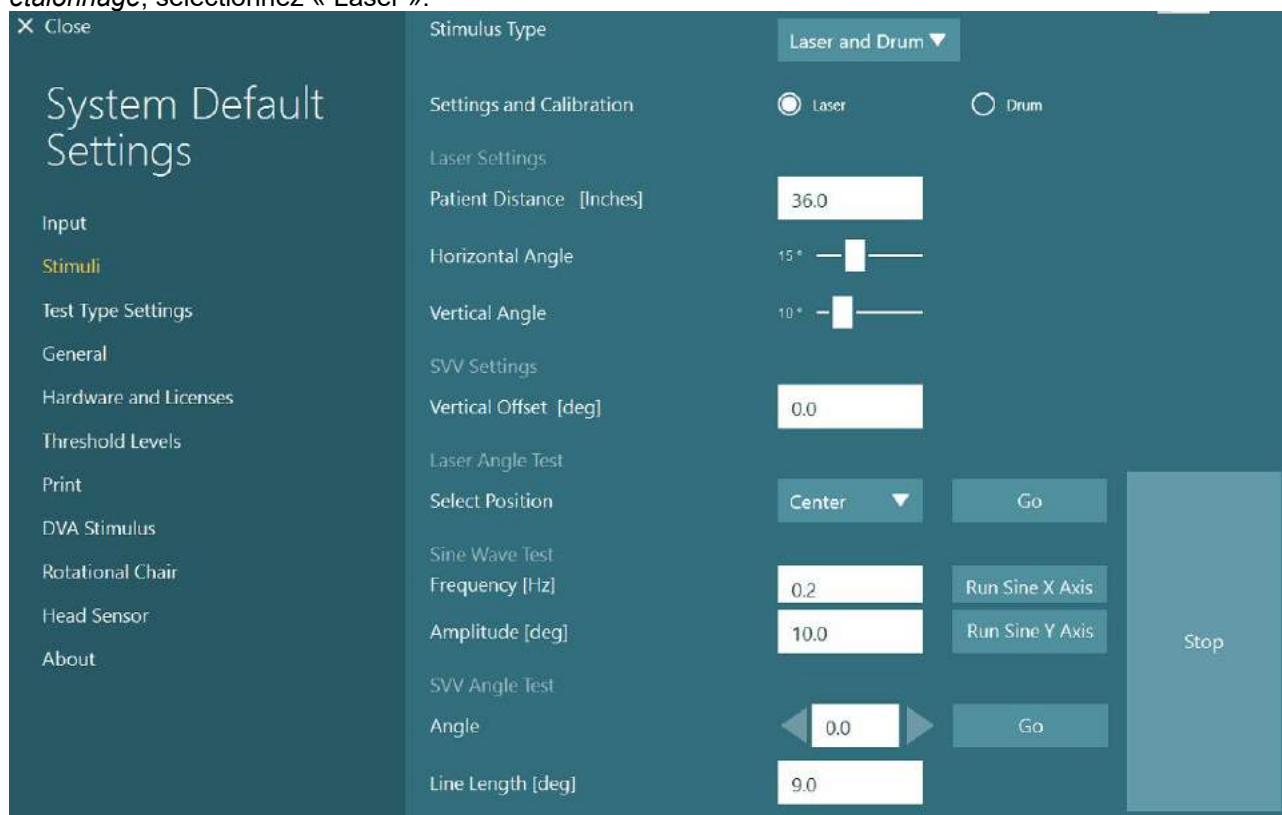 étalonnage, sélectionnez « Laser ».
X Close
System Default
Settings
Input
Stimuli
Test Type Settings
General
Hardware and Licenses
Threshold Levels
Print
DVA Stimulus
Rotational Chair
Head Sensor
About
Stimulus Type Laser and Drum
Settings and Calibration Laser Drum
Laser Settings
Patient Distance [Inches] 36.0
Horizontal Angle 15°
Vertical Angle 10°
SVV Settings
Vertical Offset [deg] 0.0
Laser Angle Test
Select Position Center Go
Sine Wave Test
Frequency [Hz] 0.2 Run Sine X Axis
Amplitude [deg] 10.0 Run Sine Y Axis
Stop
SVV Angle Test
Angle 0.0 Go
Line Length [deg] 9.0